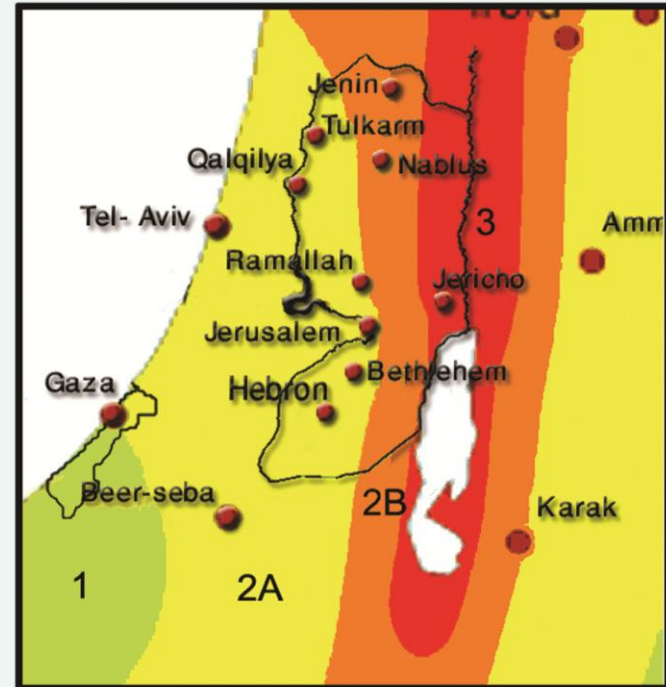 Jenin
Tulkarm
Qalqilya
Nablus
Tel- Aviv
3
Amm
Ramallah
Jericho
Jerusalem
Bethlehem
Gaza
Hebron
Beer-seba
2B
Karak
1
2A